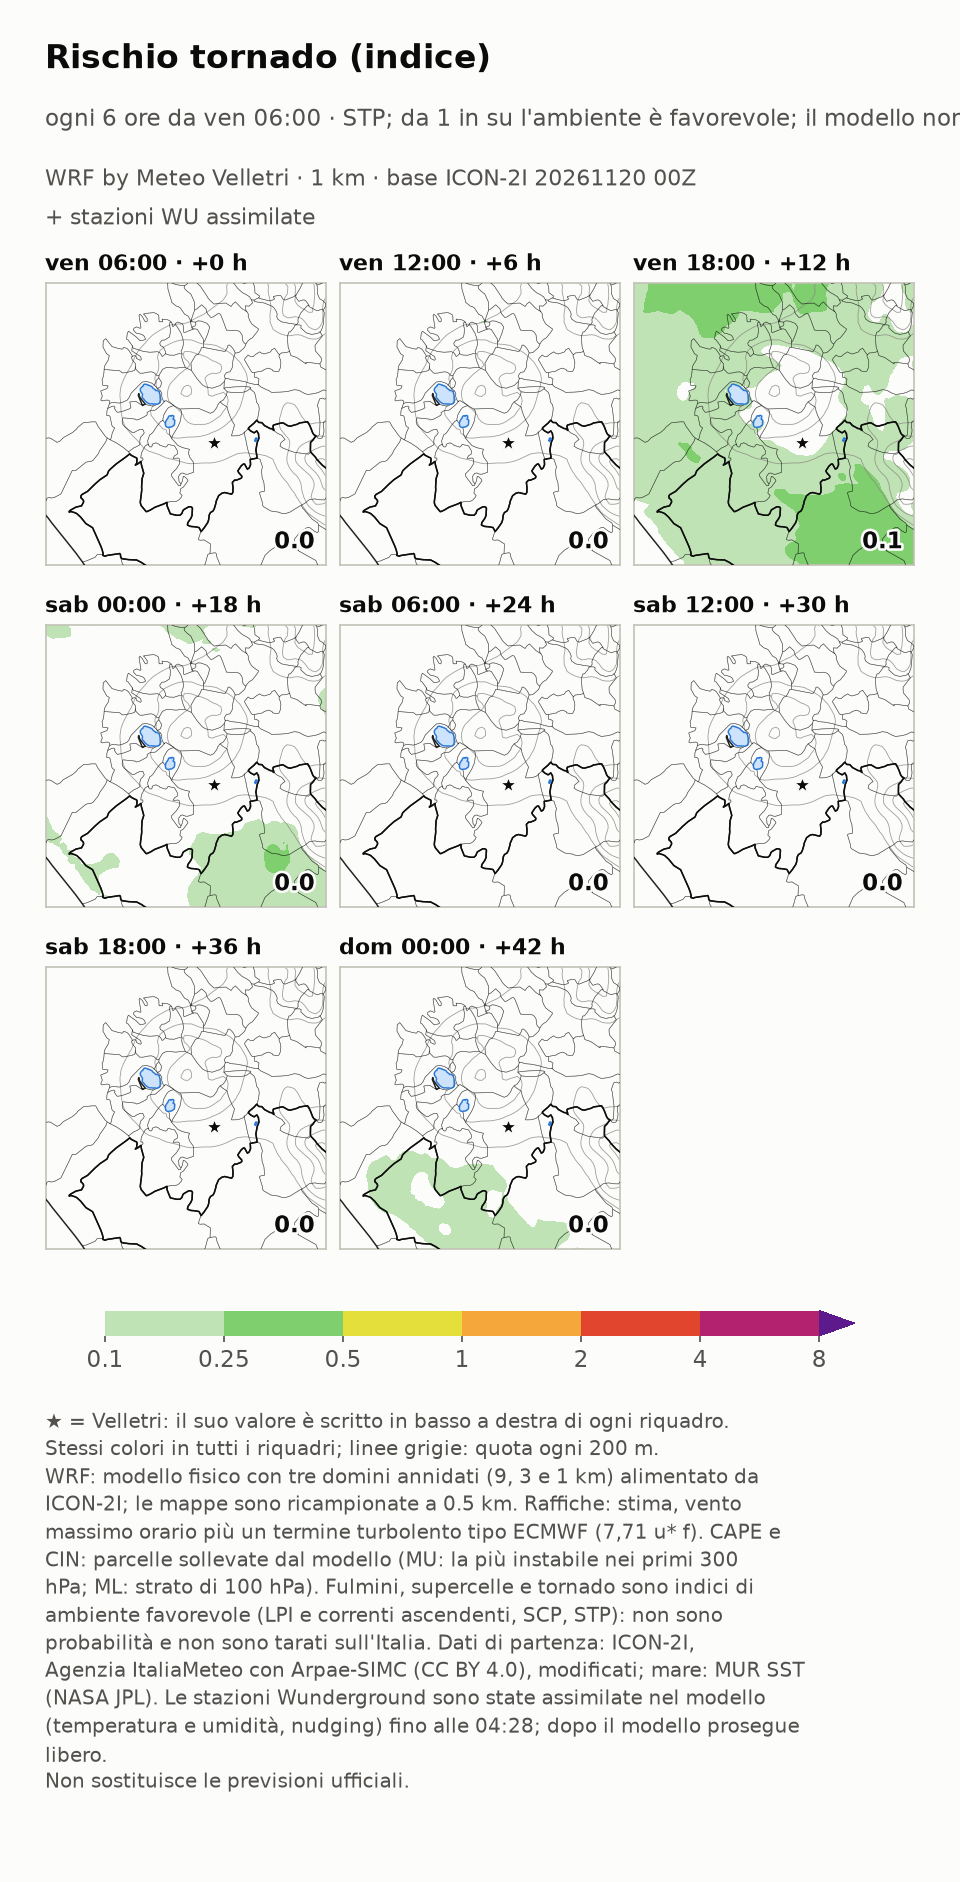 Rischio tornado (indice)
ogni 6 ore da ven 06:00 · STP; da 1 in su l'ambiente è favorevole; il modello non
WRF by Meteo Velletri · 1 km · base ICON-2I 20261120 00Z
+ stazioni WU assimilate
ven 06:00 · +0 h
0.0
ven 12:00 · +6 h
0.0
ven 18:00 · +12 h
0.1
sab 00:00 · +18 h
0.0
sab 06:00 · +24 h
0.0
sab 12:00 · +30 h
0.0
sab 18:00 · +36 h
0.0
dom 00:00 · +42 h
0.0
0.1 0.25 0.5 1 2 4 8
★ = Velletri: il suo valore è scritto in basso a destra di ogni riquadro.
Stessi colori in tutti i riquadri; linee grigie: quota ogni 200 m.
WRF: modello fisico con tre domini annidati (9, 3 e 1 km) alimentato da
ICON-2I; le mappe sono ricampionate a 0.5 km. Raffiche: stima, vento
massimo orario più un termine turbolento tipo ECMWF (7,71 u* f). CAPE e
CIN: parcelle sollevate dal modello (MU: la più instabile nei primi 300
hPa; ML: strato di 100 hPa). Fulmini, supercelle e tornado sono indici di
ambiente favorevole (LPI e correnti ascendenti, SCP, STP): non sono
probabilità e non sono tarati sull'Italia. Dati di partenza: ICON-2I,
Agenzia ItaliaMeteo con Arpae-SIMC (CC BY 4.0), modificati; mare: MUR SST
(NASA JPL). Le stazioni Wunderground sono state assimilate nel modello
(temperatura e umidità, nudging) fino alle 04:28; dopo il modello prosegue
libero.
Non sostituisce le previsioni ufficiali.